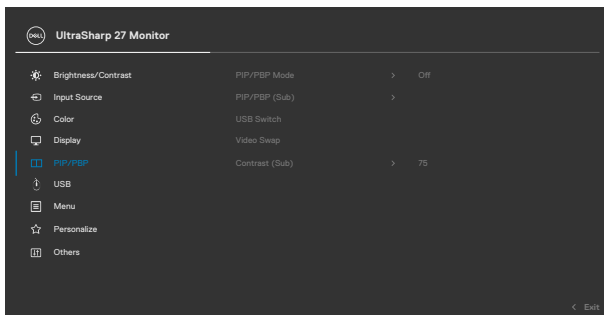 DELL UltraSharp 27 Monitor
Brightness/Contrast PIP/PBP Mode > Off
Input Source PIP/PBP (Sub) >
Color USB Switch
Display Video Swap
PIP/PBP Contrast (Sub) > 75
USB
Menu
Personalize
Others
< Exit